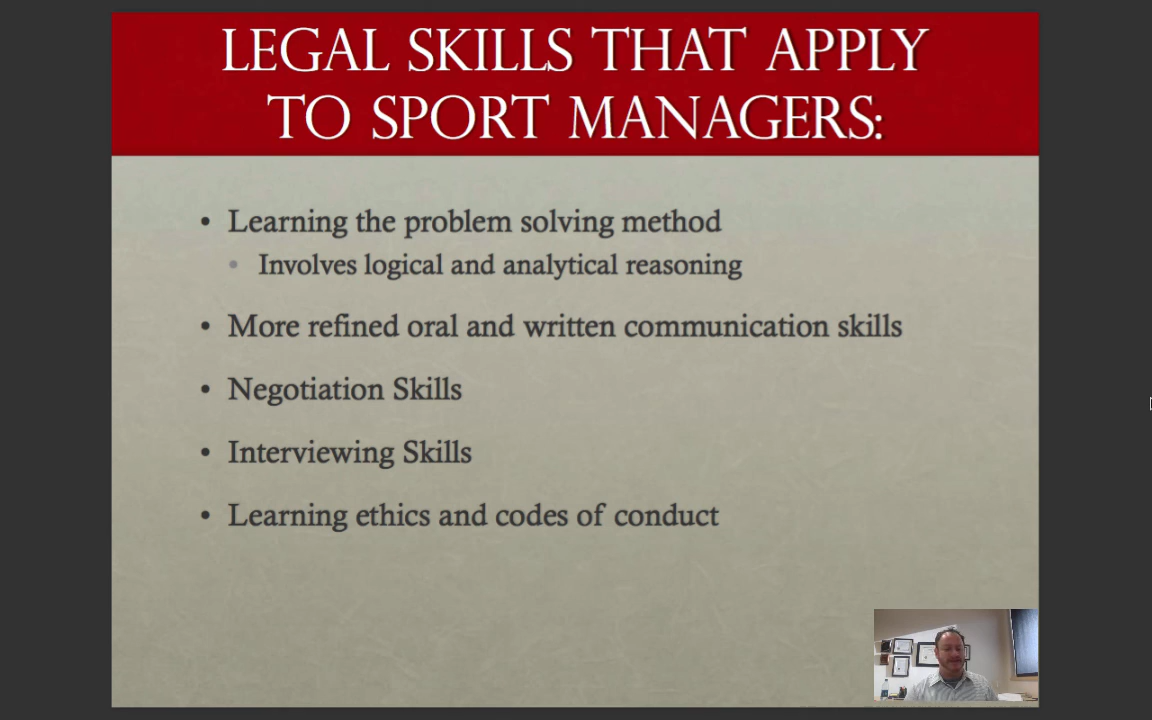 LEGAL SKILLS THAT APPLY
TO SPORT MANAGERS:
• Learning the problem solving method
• Involves logical and analytical reasoning
• More refined oral and written communication skills
• Negotiation Skills
• Interviewing Skills
• Learning ethics and codes of conduct